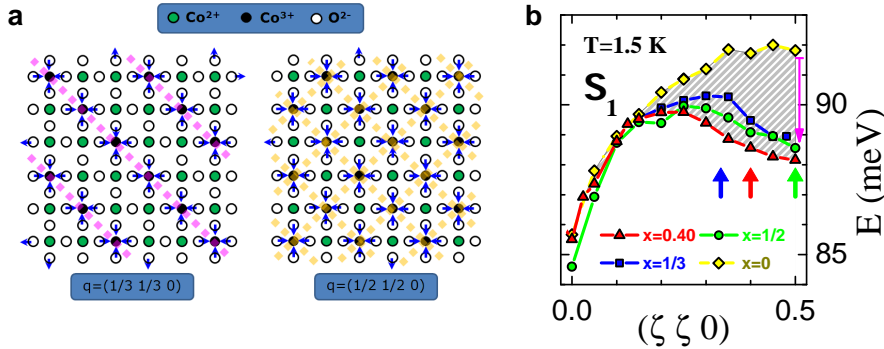 a
Co2+ Co3+ O2-
q=(1/3 1/3 0)
q=(1/2 1/2 0)
b
T=1.5 K
S1
90
85
E (meV)
x=0.40 x=1/2
x=1/3 x=0
0.0 0.5
(ζ ζ 0)